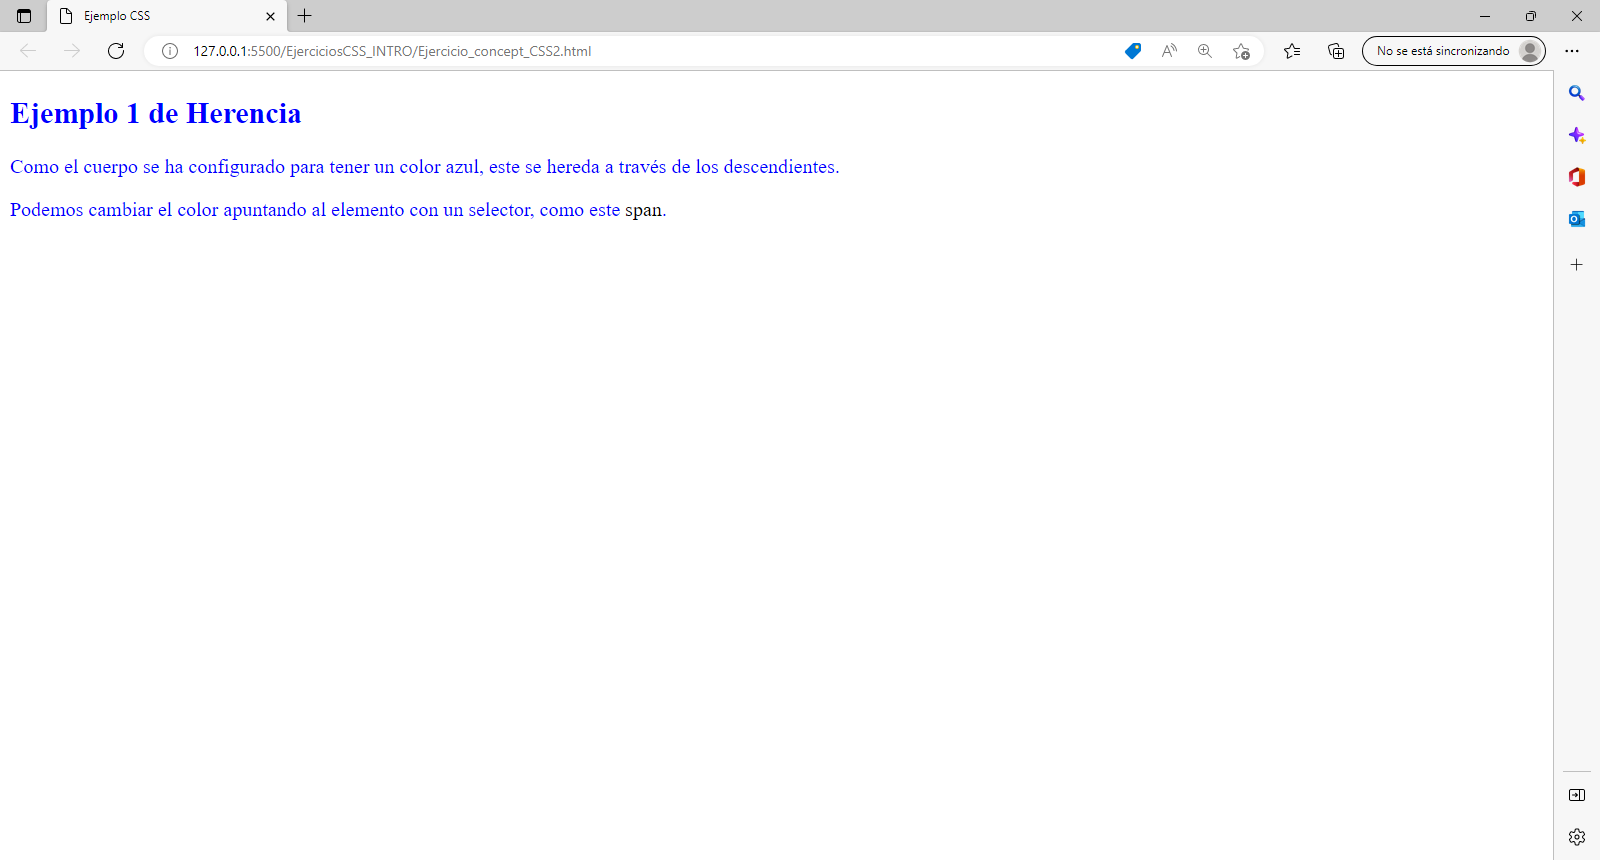 Ejemplo CSS
127.0.0.1:5500/EjerciciosCSS_INTRO/Ejercicio_concept_CSS2.html
No se está sincronizando
Ejemplo 1 de Herencia
Como el cuerpo se ha configurado para tener un color azul, este se hereda a través de los descendientes.
Podemos cambiar el color apuntando al elemento con un selector, como este span.